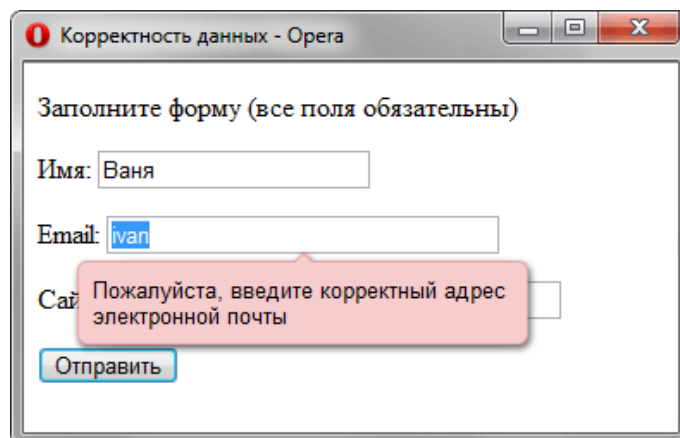 Корректность данных - Opera
Заполните форму (все поля обязательны)
Имя: Ваня
Email: ivan
Пожалуйста, введите корректный адрес
электронной почты
Отправить